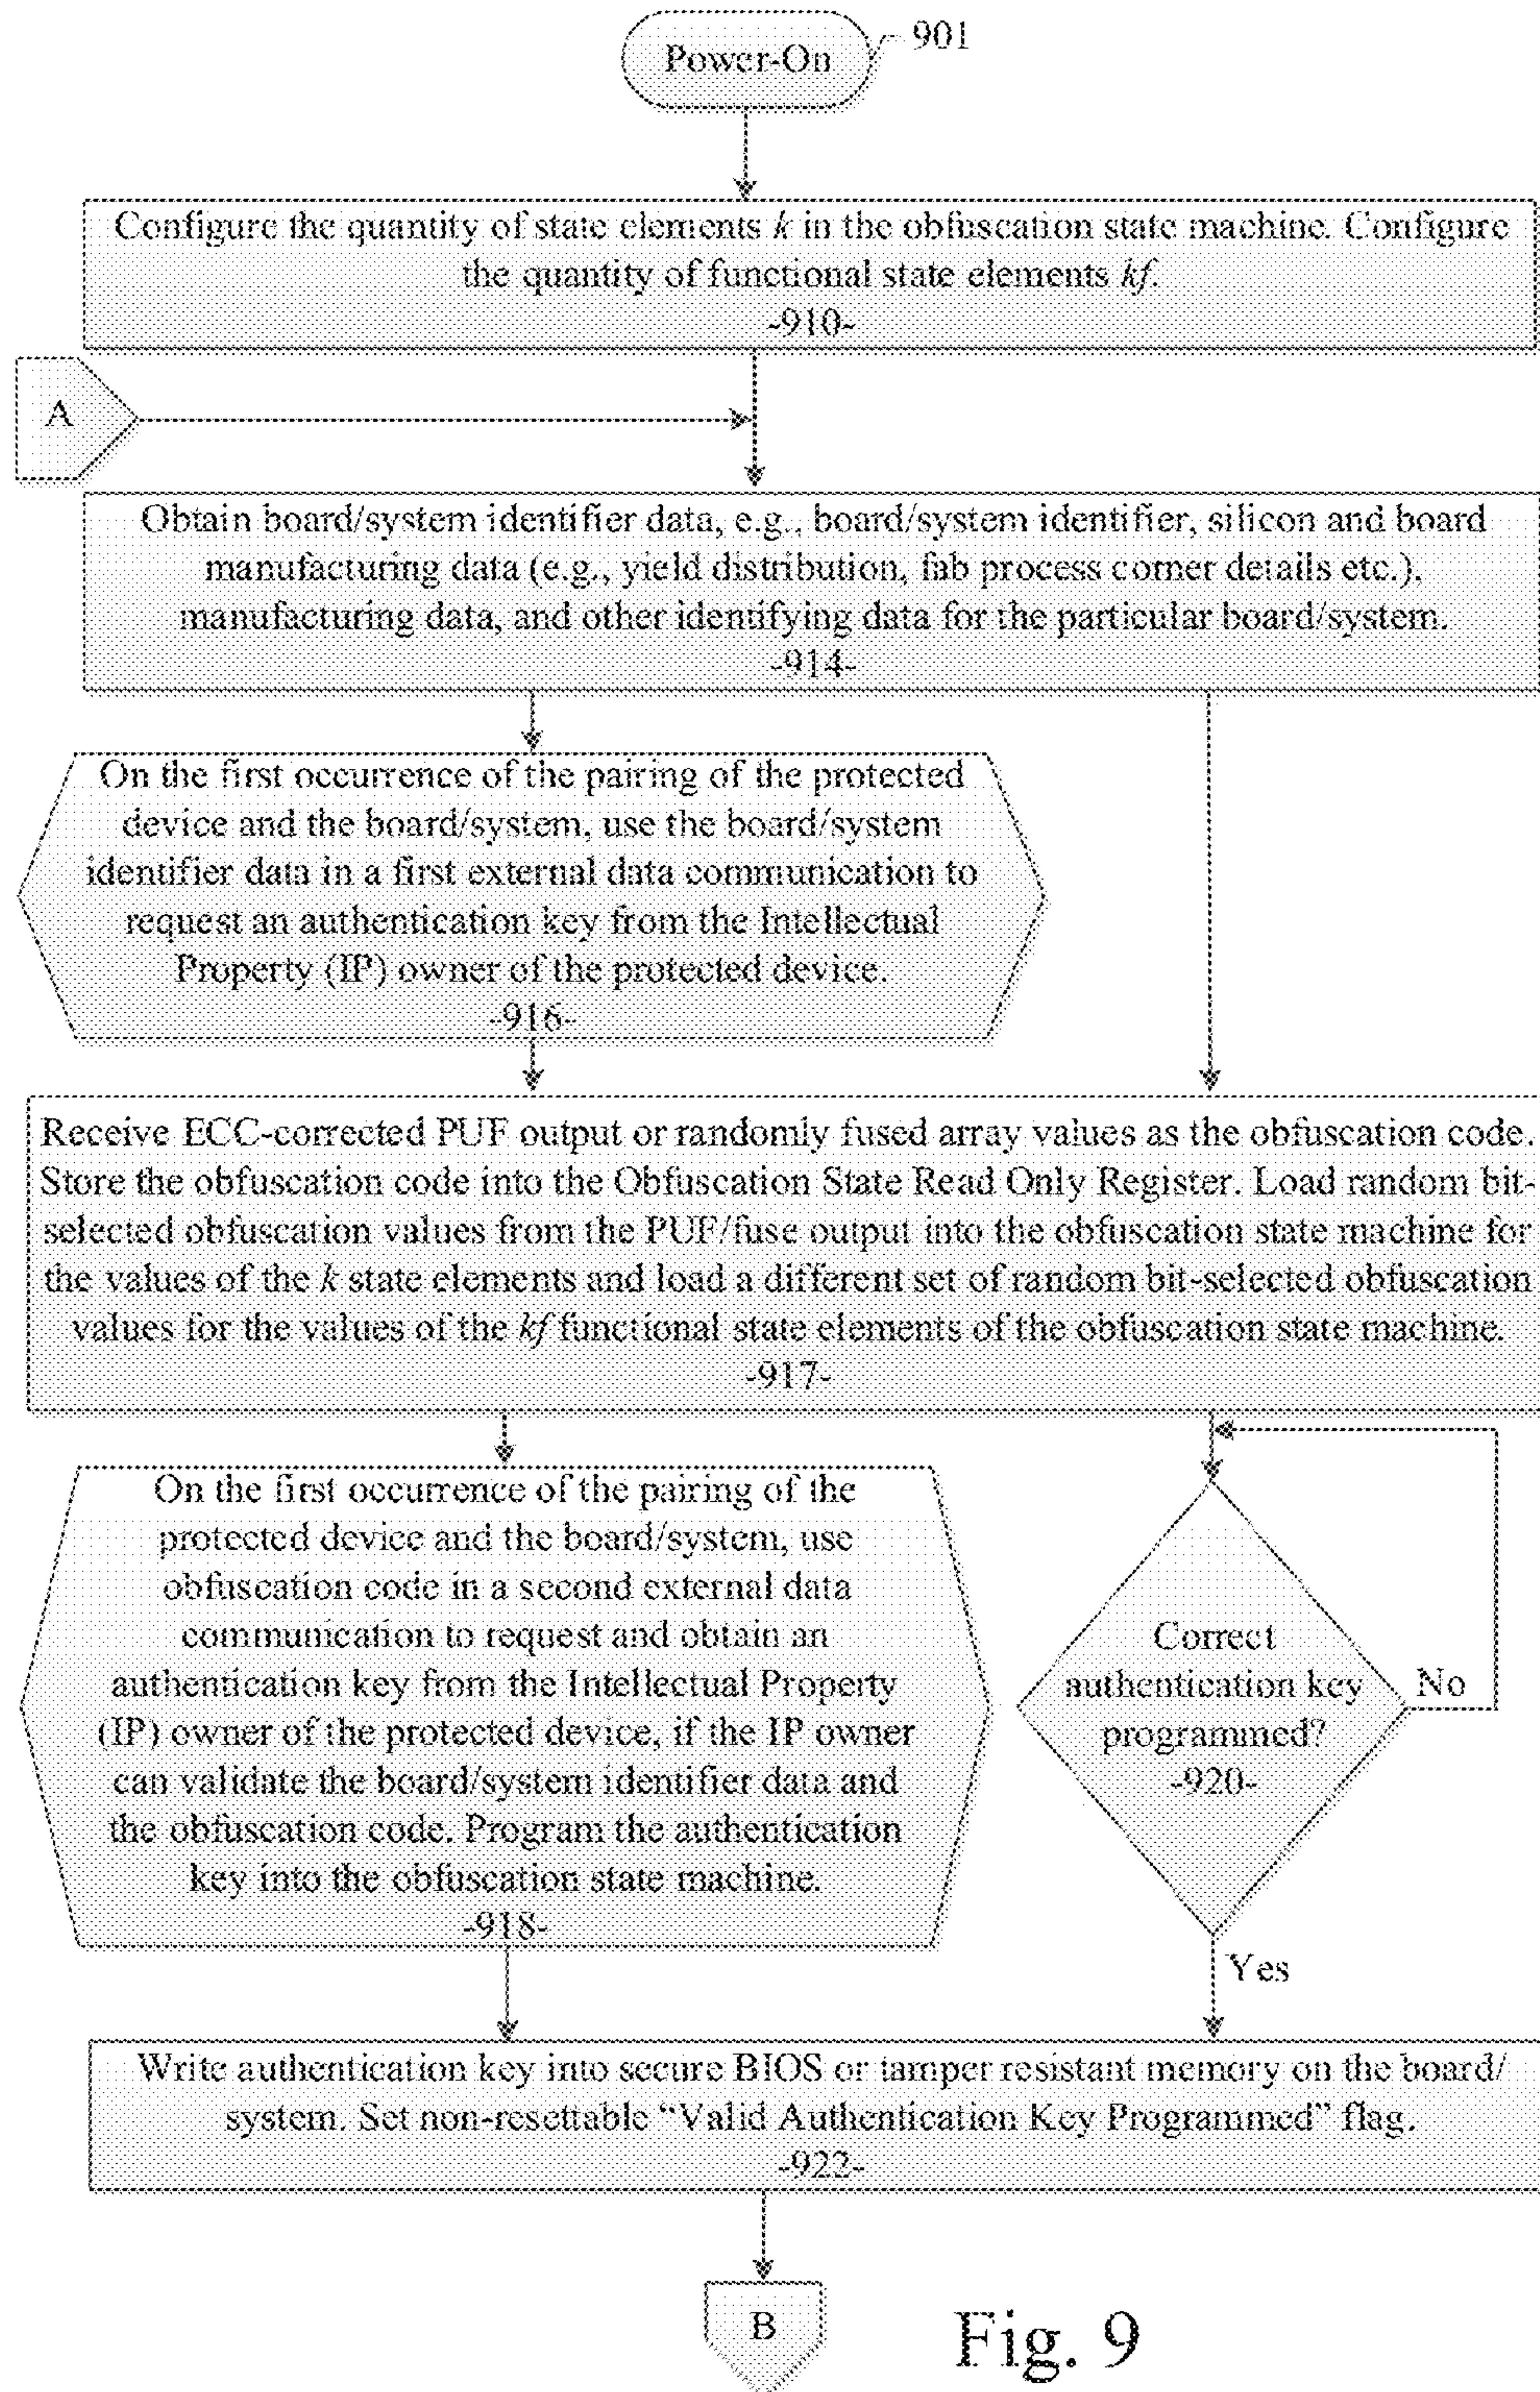 Power-On
901
Configure the quantity of state elements k in the obfuscation state machine. Configure
the quantity of functional state elements kf.
-910-
A
Obtain board/system identifier data, e.g., board/system identifier, silicon and board
manufacturing data (e.g., yield distribution, fab process corner details etc.),
manufacturing data, and other identifying data for the particular board/system.
-914-
On the first occurrence of the pairing of the protected
device and the board/system, use the board/system
identifier data in a first external data communication to
request an authentication key from the Intellectual
Property (IP) owner of the protected device.
-916-
Receive ECC-corrected PUF output or randomly fused array values as the obfuscation code.
Store the obfuscation code into the Obfuscation State Read Only Register. Load random bit-
selected obfuscation values from the PUF/fuse output into the obfuscation state machine for
the values of the k state elements and load a different set of random bit-selected obfuscation
values for the values of the kf functional state elements of the obfuscation state machine.
-917-
On the first occurrence of the pairing of the
protected device and the board/system, use
obfuscation code in a second external data
communication to request and obtain an
authentication key from the Intellectual Property
(IP) owner of the protected device, if the IP owner
can validate the board/system identifier data and
the obfuscation code. Program the authentication
key into the obfuscation state machine.
-918-
Correct
authentication key
programmed?
-920-
No
Yes
Write authentication key into secure BIOS or tamper resistant memory on the board/
system. Set non-resettable “Valid Authentication Key Programmed” flag.
-922-
B
Fig. 9